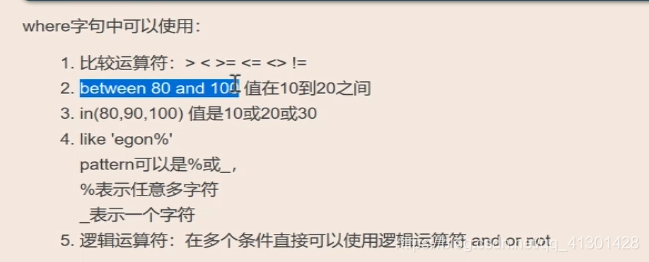 where字句中可以使用：
1. 比较运算符：> < >= <= <> !=
2. between 80 and 100 值在10到20之间
3. in(80,90,100) 值是10或20或30
4. like 'egon%'
pattern可以是%或_，
%表示任意多字符
_表示一个字符
5. 逻辑运算符：在多个条件直接可以使用逻辑运算符 and or not
qq_41301428